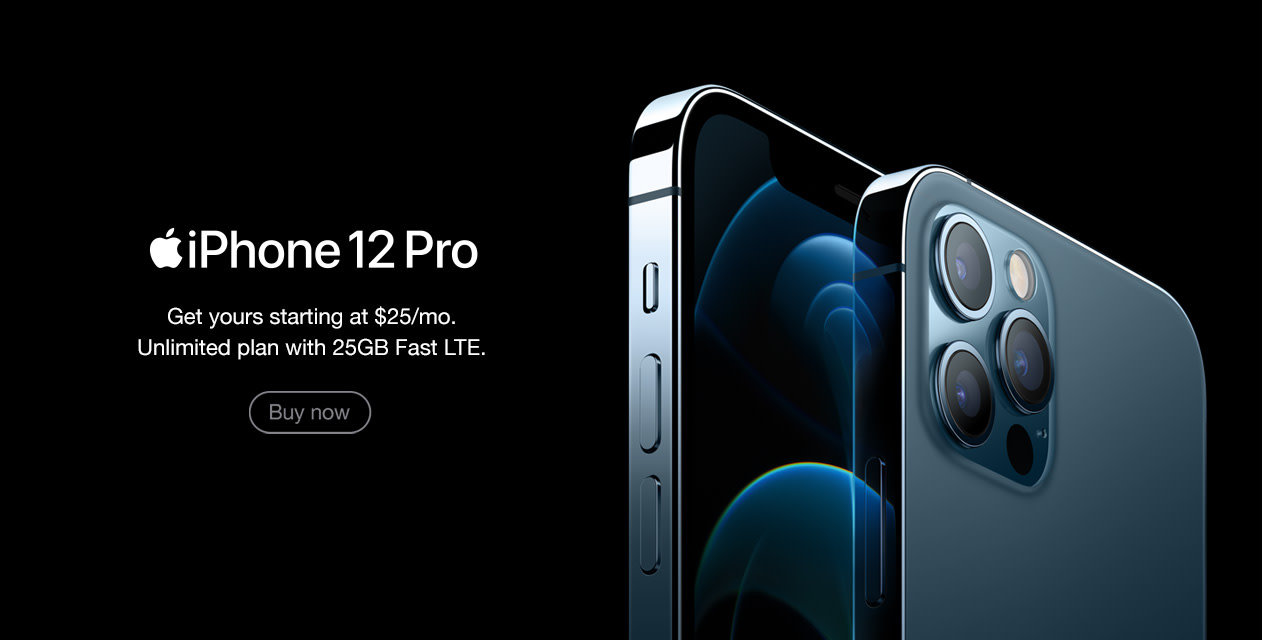 iPhone 12 Pro
Get yours starting at $25/mo.
Unlimited plan with 25GB Fast LTE.
Buy now